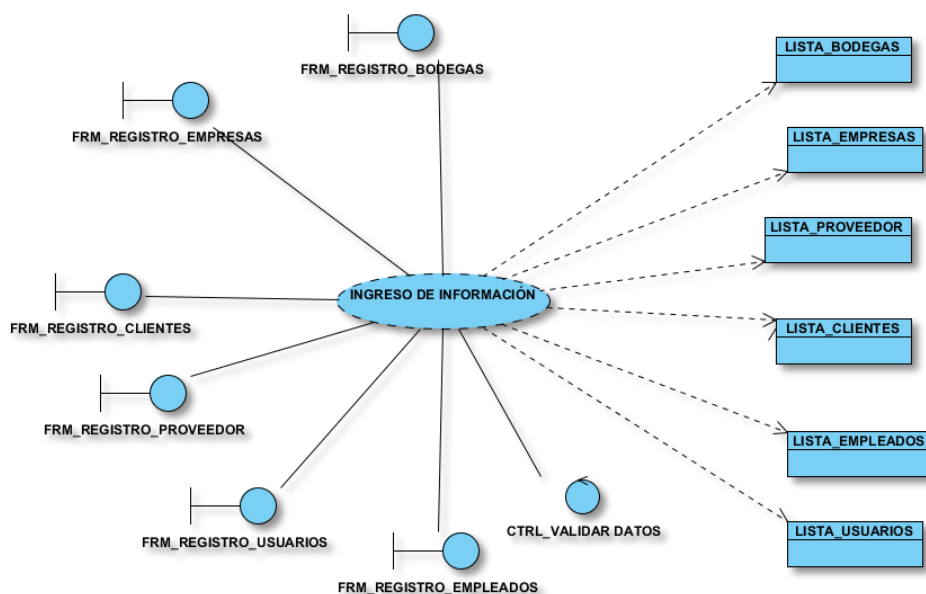 FRM_REGISTRO_BODEGAS
LISTA_BODEGAS
FRM_REGISTRO_EMPRESAS
LISTA_EMPRESAS
LISTA_PROVEEDOR
INGRESO DE INFORMACIÓN
FRM_REGISTRO_CLIENTES
LISTA_CLIENTES
FRM_REGISTRO_PROVEEDOR
LISTA_EMPLEADOS
FRM_REGISTRO_USUARIOS
CTRL_VALIDAR DATOS
LISTA_USUARIOS
FRM_REGISTRO_EMPLEADOS